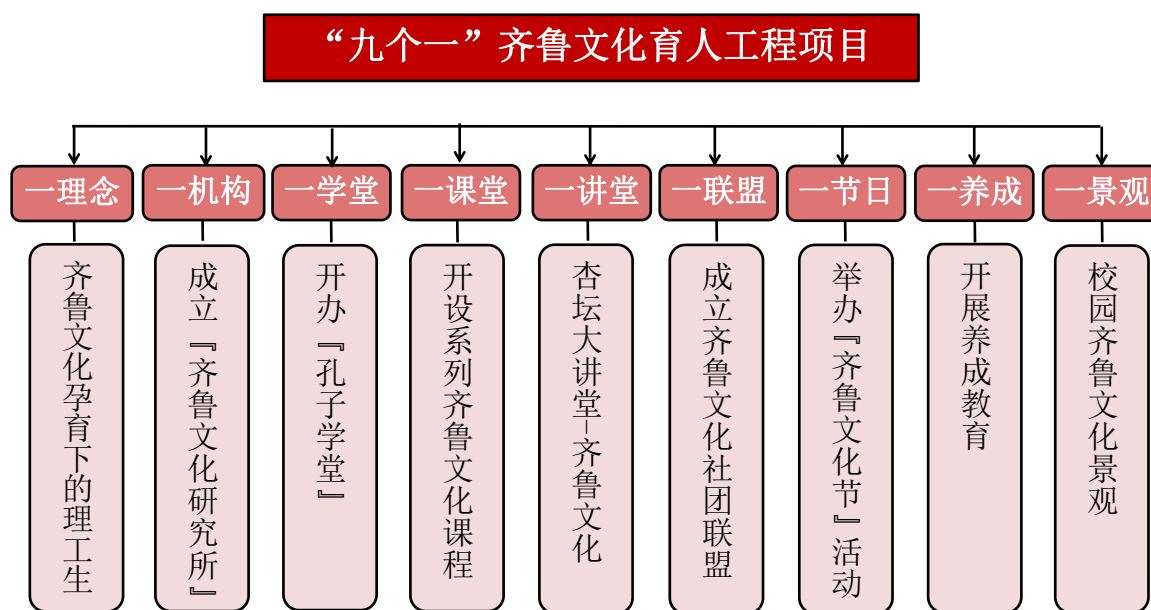 “九个一”齐鲁文化育人工程项目
一理念
一机构
一学堂
一课堂
一讲堂
一联盟
一节日
一养成
一景观
齐鲁文化孕育下的理工生
成立『齐鲁文化研究所』
开办『孔子学堂』
开设系列齐鲁文化课程
杏坛大讲堂-齐鲁文化
成立齐鲁文化社团联盟
举办『齐鲁文化节』活动
开展养成教育
校园齐鲁文化景观